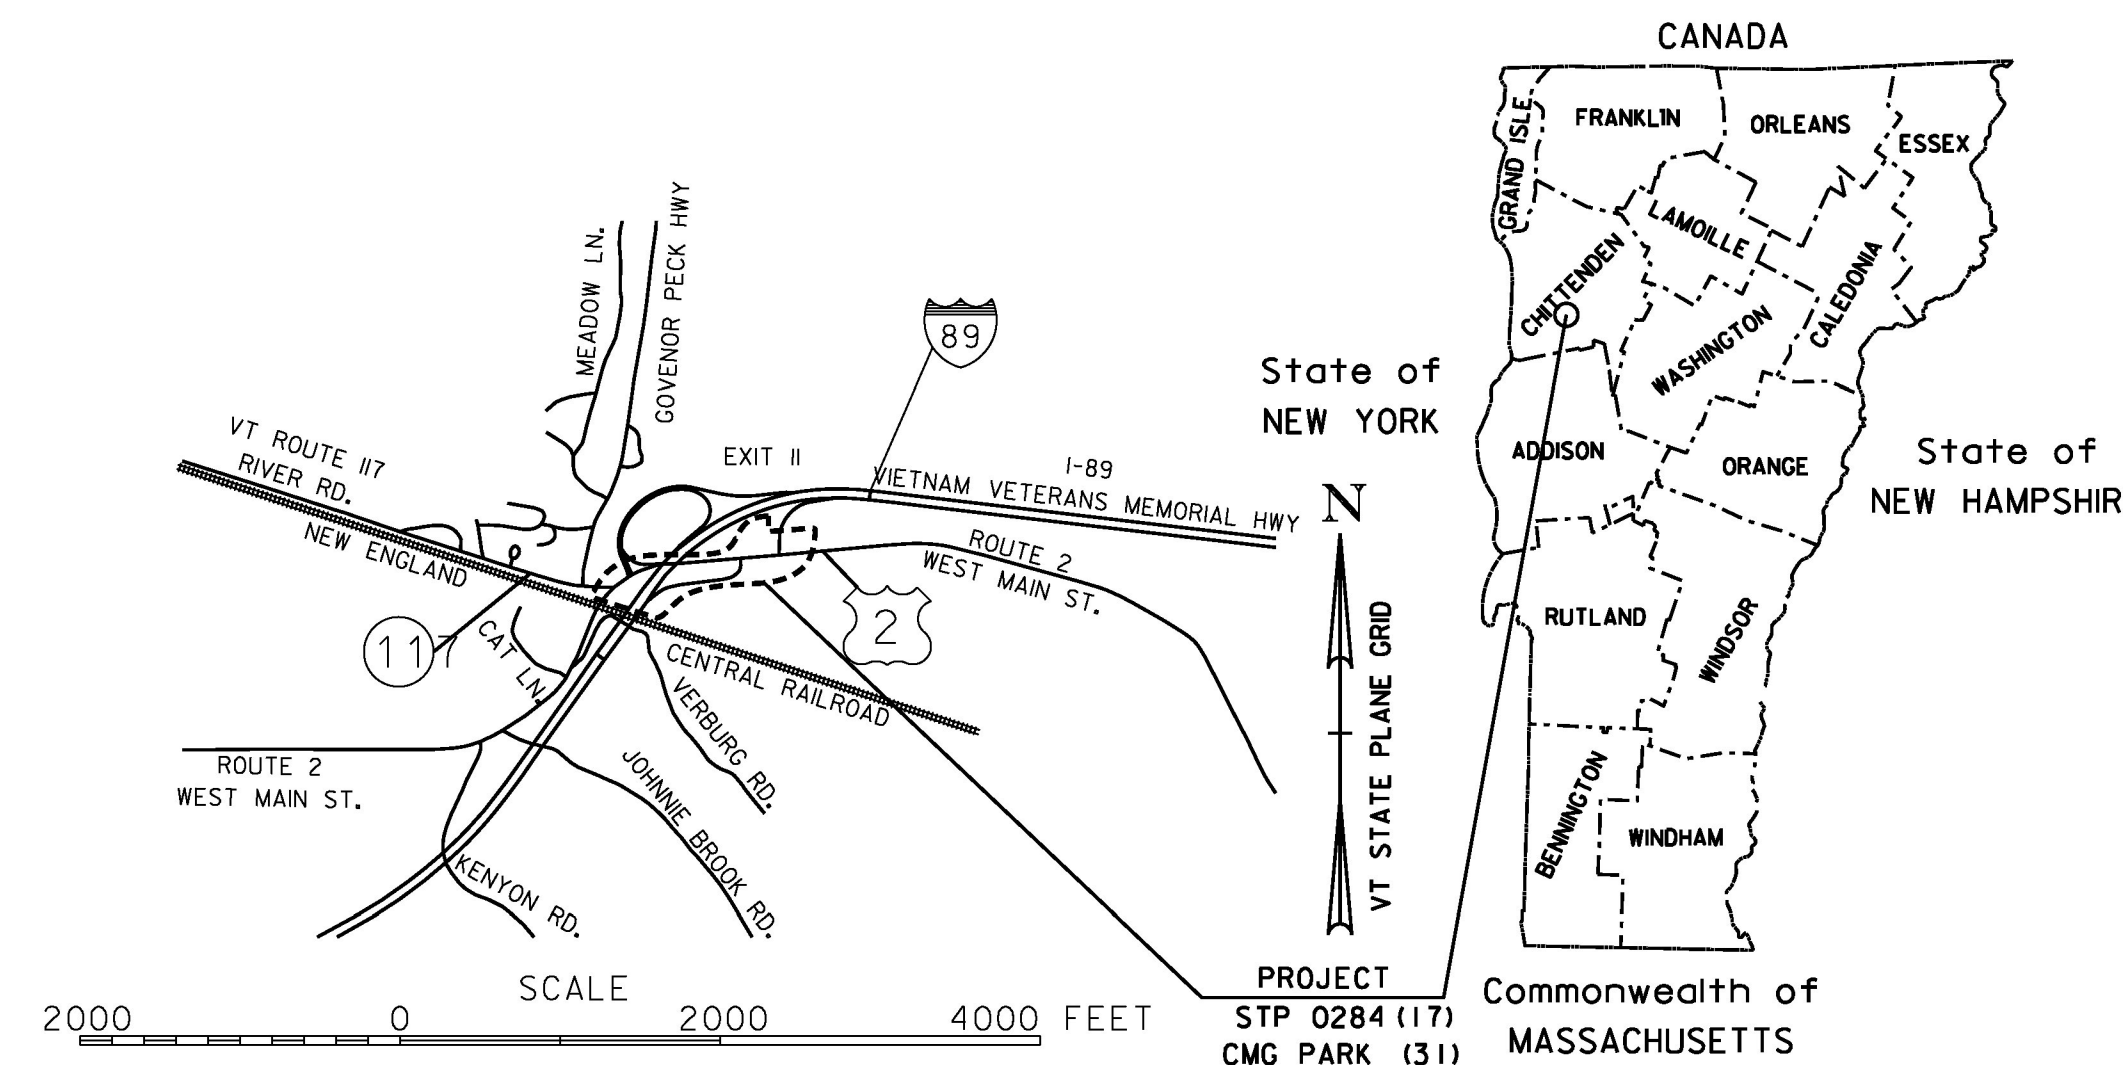 CANADA
FRANKLIN
ORLEANS
ESSEX
GRAND ISLE
LAMOILLE
CHITTENDEN
CALEDONIA
WASHINGTON
ADDISON
ORANGE
RUTLAND
WINDSOR
BENNINGTON
WINDHAM
State of
NEW YORK
State of
NEW HAMPSHIR
Commonwealth of
MASSACHUSETTS
MEADOW LN.
GOVENOR PECK HWY
89
VT ROUTE 117
RIVER RD.
NEW ENGLAND
EXIT 11
I-89
VIETNAM VETERANS MEMORIAL HWY
ROUTE 2
WEST MAIN ST.
2
117
CAT LN.
CENTRAL RAILROAD
VERBURG RD.
JOHNNIE BROOK RD.
ROUTE 2
WEST MAIN ST.
KENYON RD.
N
VT STATE PLANE GRID
SCALE
2000 0 2000 4000 FEET
PROJECT
STP 0284 (17)
CMG PARK (31)